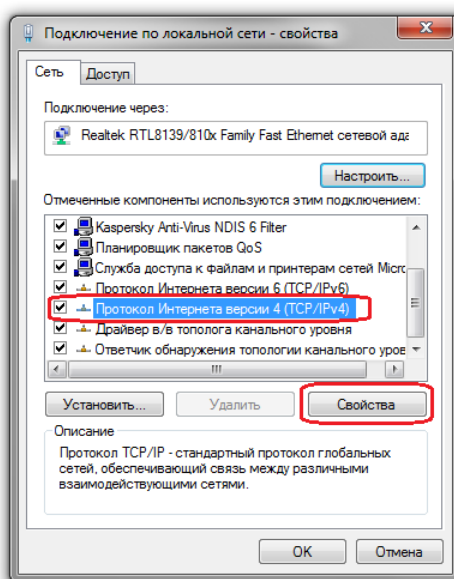 Подключение по локальной сети - свойства
Сеть Доступ
Подключение через:
Realtek RTL8139/810x Family Fast Ethernet сетевой ада
Настроить...
Отмеченные компоненты используются этим подключением:
Kaspersky Anti-Virus NDIS 6 Filter
Планировщик пакетов QoS
Служба доступа к файлам и принтерам сетей Micro
Протокол Интернета версии 6 (TCP/IPv6)
Протокол Интернета версии 4 (TCP/IPv4)
Драйвер в/в тополога канального уровня
Ответчик обнаружения топологии канального уров
Установить... Удалить Свойства
Описание
Протокол TCP/IP - стандартный протокол глобальных
сетей, обеспечивающий связь между различными
взаимодействующими сетями.
OK Отмена